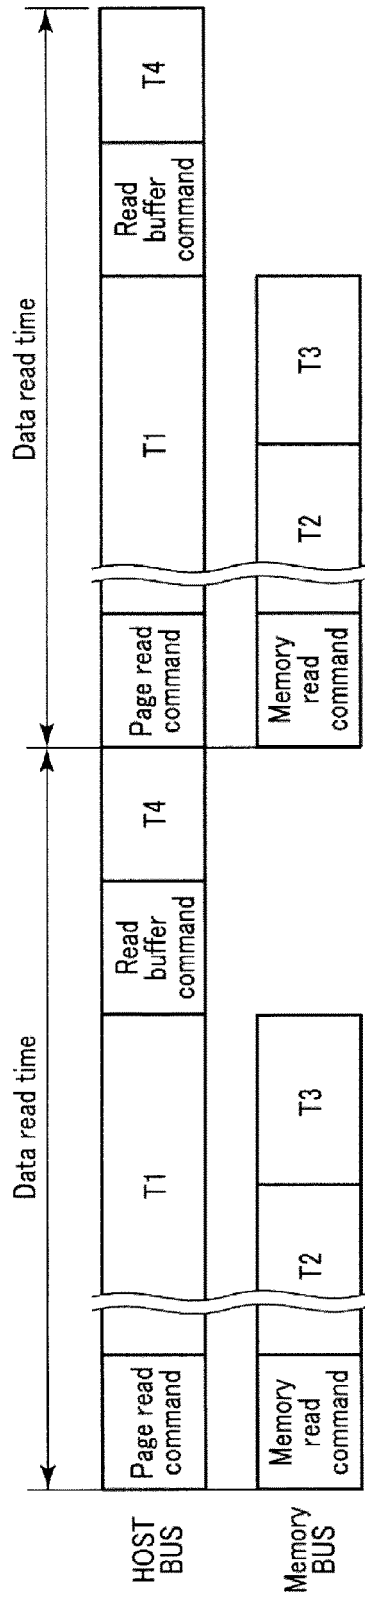 Data read time
Data read time
HOST
BUS
Page read
command
T1
Read
buffer
command
T4
Page read
command
T1
Read
buffer
command
T4
Memory
BUS
Memory
read
command
T2
T3
Memory
read
command
T2
T3